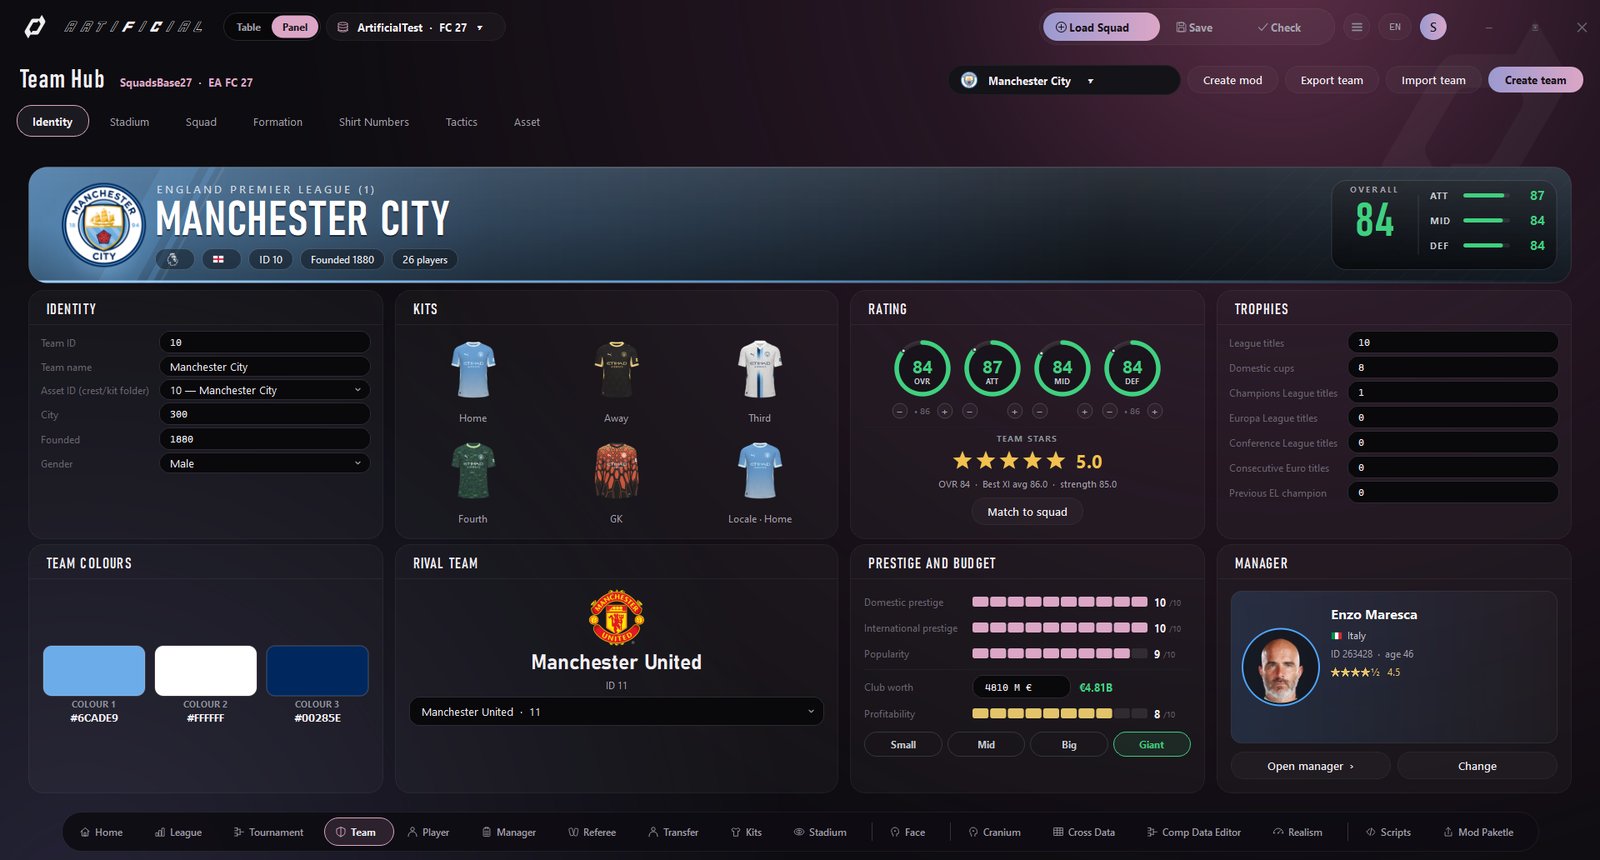 ARTIFICIAL
Table
Panel
ArtificialTest · FC 27
Load Squad
Save
Check
EN
S
Team Hub
SquadsBase27 · EA FC 27
Manchester City
Create mod
Export team
Import team
Create team
Identity
Stadium
Squad
Formation
Shirt Numbers
Tactics
Asset
MANCHESTER
18 94
CITY
ENGLAND PREMIER LEAGUE (1)
MANCHESTER CITY
ID 10
Founded 1880
26 players
OVERALL
84
ATT 87
MID 84
DEF 84
IDENTITY
Team ID 10
Team name Manchester City
Asset ID (crest/kit folder) 10 — Manchester City
City 300
Founded 1880
Gender Male
KITS
Home
Away
Third
Fourth
GK
Locale · Home
RATING
84 OVR
87 ATT
84 MID
84 DEF
− • 86 +
− +
− +
− • 86 +
TEAM STARS
5.0
OVR 84 · Best XI avg 86.0 · strength 85.0
Match to squad
TROPHIES
League titles 10
Domestic cups 8
Champions League titles 1
Europa League titles 0
Conference League titles 0
Consecutive Euro titles 0
Previous EL champion 0
TEAM COLOURS
COLOUR 1
#6CADE9
COLOUR 2
#FFFFFF
COLOUR 3
#00285E
RIVAL TEAM
MANCHESTER
UNITED
Manchester United
ID 11
Manchester United · 11
PRESTIGE AND BUDGET
Domestic prestige 10 /10
International prestige 10 /10
Popularity 9 /10
Club worth 4810 M € €4.81B
Profitability 8 /10
Small
Mid
Big
Giant
MANAGER
Enzo Maresca
Italy
ID 263428 · age 46
★★★★½ 4.5
Open manager ›
Change
Home
League
Tournament
Team
Player
Manager
Referee
Transfer
Kits
Stadium
Face
Cranium
Cross Data
Comp Data Editor
Realism
Scripts
Mod Paketle